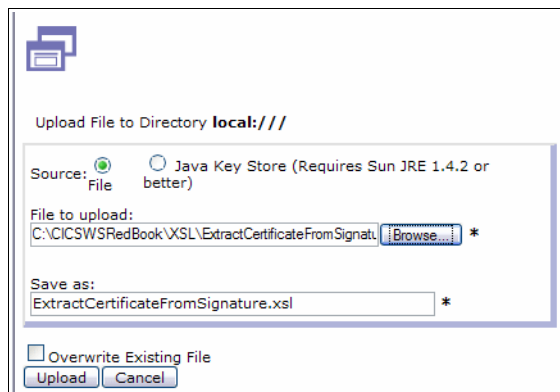 Upload File to Directory local:///
Source: File Java Key Store (Requires Sun JRE 1.4.2 or
better)
File to upload:
C:\CICSWSRedBook\XSL\ExtractCertificateFromSignatu Browse... *
Save as:
ExtractCertificateFromSignature.xsl *
Overwrite Existing File
Upload Cancel